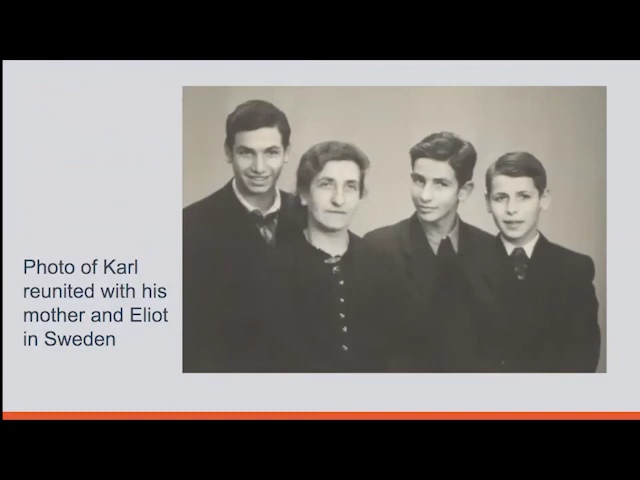 Photo of Karl
reunited with his
mother and Eliot
in Sweden